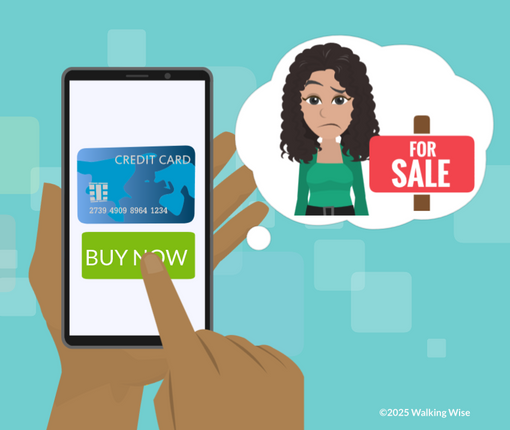 CREDIT CARD
2739 4909 8964 1234
BUY NOW
FOR
SALE
©2025 Walking Wise